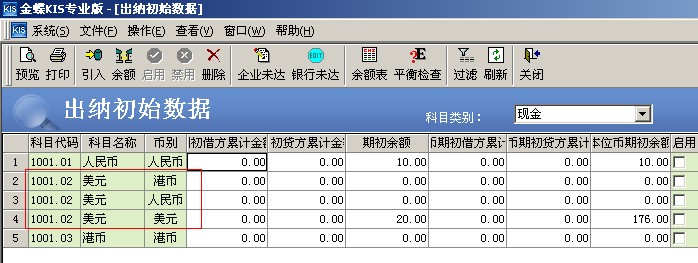 KIS 金蝶KIS专业版 - [出纳初始数据]
KIS 系统(S) 文件(F) 操作(E) 查看(V) 窗口(W) 帮助(H)
预览 打印 引入 余额 启用 禁用 删除 企业未达 银行未达 余额表 平衡检查 过滤 刷新 关闭
出纳初始数据 科目类别: 现金
科目代码 科目名称 币别 初借方累计金额 初贷方累计金 期初余额 币期初借方累计 币期初贷方累计 本位币期初余额 启用
1 1001.01 人民币 人民币 0.00 0.00 10.00 0.00 0.00 10.00
2 1001.02 美元 港币 0.00 0.00 0.00 0.00 0.00 0.00
3 1001.02 美元 人民币 0.00 0.00 0.00 0.00 0.00 0.00
4 1001.02 美元 美元 0.00 0.00 20.00 0.00 0.00 176.00
5 1001.03 港币 港币 0.00 0.00 0.00 0.00 0.00 0.00